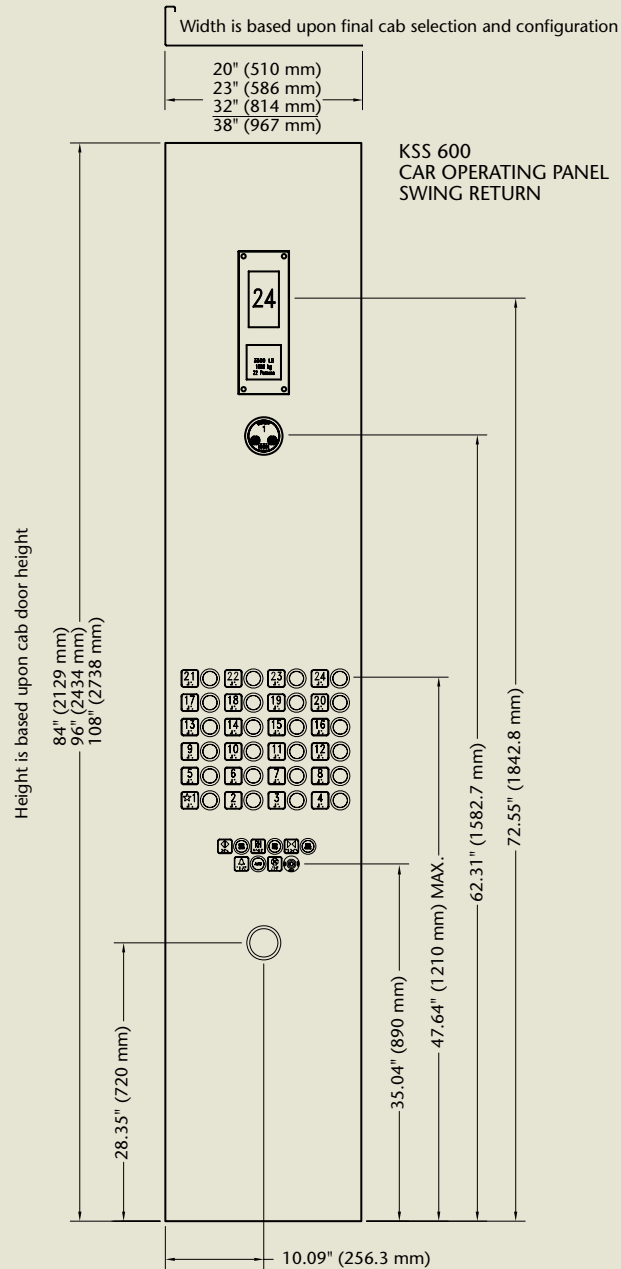 Width is based upon final cab selection and configuration
20" (510 mm)
23" (586 mm)
32" (814 mm)
38" (967 mm)
KSS 600
CAR OPERATING PANEL
SWING RETURN
24
1
Height is based upon cab door height
84" (2129 mm)
96" (2434 mm)
108" (2738 mm)
21 22 23 24
17 18 19 20
13 14 15 16
9 10 11 12
5 6 7 8
☆1 2 3 4
28.35" (720 mm)
35.04" (890 mm)
47.64" (1210 mm) MAX.
62.31" (1582.7 mm)
72.55" (1842.8 mm)
10.09" (256.3 mm)